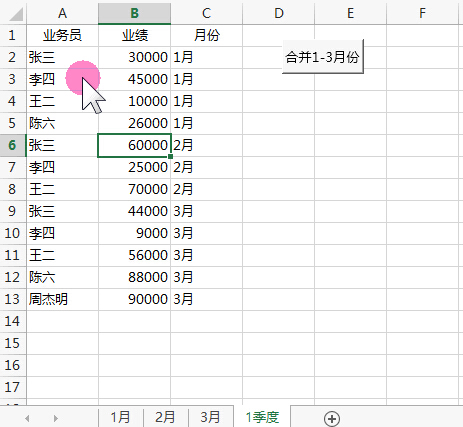 A B C D E F
1 业务员 业绩 月份
2 张三 30000 1月 合并1-3月份
3 李四 45000 1月
4 王二 10000 1月
5 陈六 26000 1月
6 张三 60000 2月
7 李四 25000 2月
8 王二 70000 2月
9 张三 44000 3月
10 李四 9000 3月
11 王二 56000 3月
12 陈六 88000 3月
13 周杰明 90000 3月
14
15
16
17
1月 2月 3月 1季度